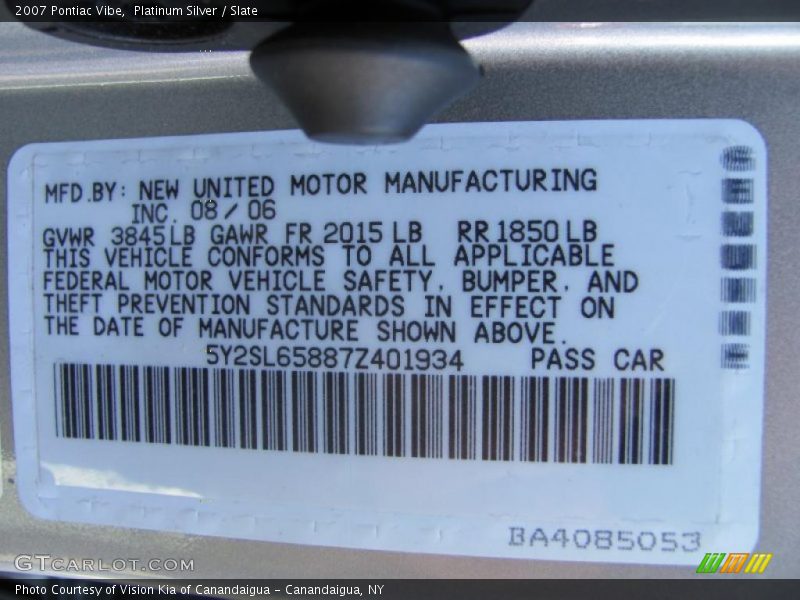 2007 Pontiac Vibe,  Platinum Silver / Slate
MFD.BY: NEW UNITED MOTOR MANUFACTURING
INC. 08 / 06
GVWR 3845LB GAWR FR 2015 LB RR 1850 LB
THIS VEHICLE CONFORMS TO ALL APPLICABLE
FEDERAL MOTOR VEHICLE SAFETY, BUMPER, AND
THEFT PREVENTION STANDARDS IN EFFECT ON
THE DATE OF MANUFACTURE SHOWN ABOVE.
5Y2SL65887Z401934 PASS CAR
BA4085053
GTCARLOT.COM
Photo Courtesy of Vision Kia of Canandaigua - Canandaigua, NY